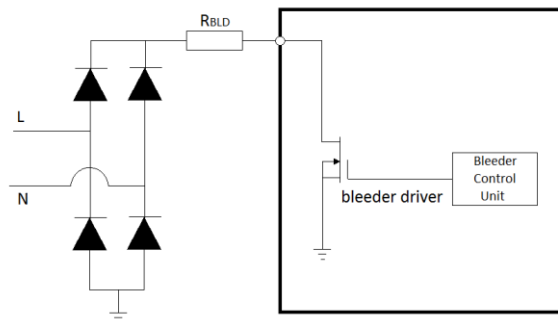 RBLD
L
N
bleeder driver
Bleeder
Control
Unit